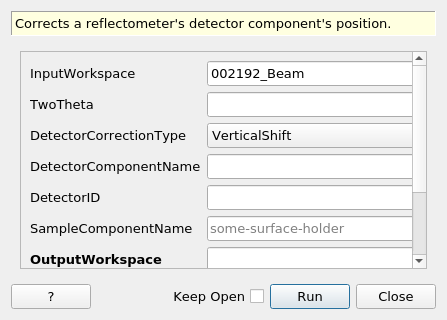 Corrects a reflectometer's detector component's position.
InputWorkspace 002192_Beam
TwoTheta
DetectorCorrectionType VerticalShift
DetectorComponentName
DetectorID
SampleComponentName some-surface-holder
OutputWorkspace
? Keep Open Run Close